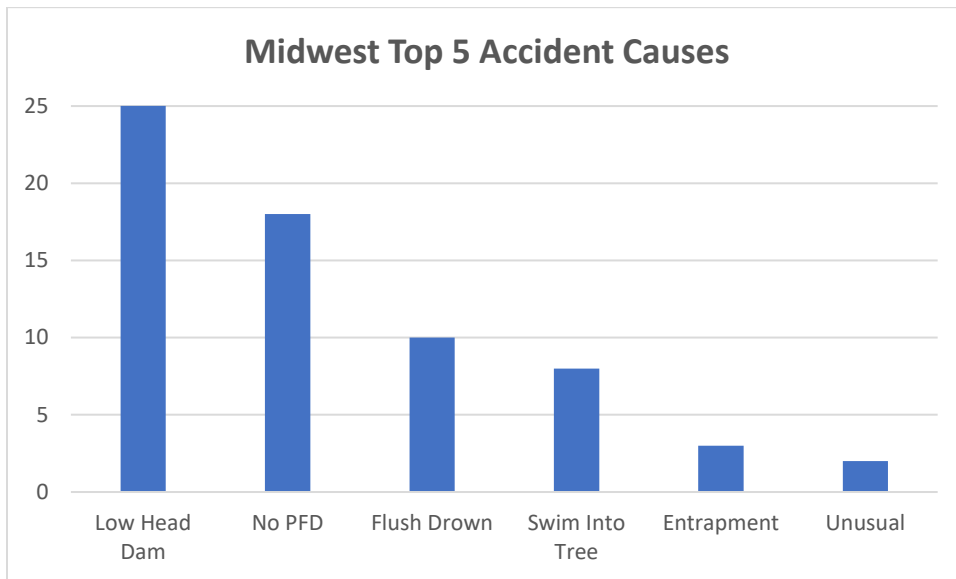 Midwest Top 5 Accident Causes
25
20
15
10
5
0
Low Head
Dam
No PFD
Flush Drown
Swim Into
Tree
Entrapment
Unusual